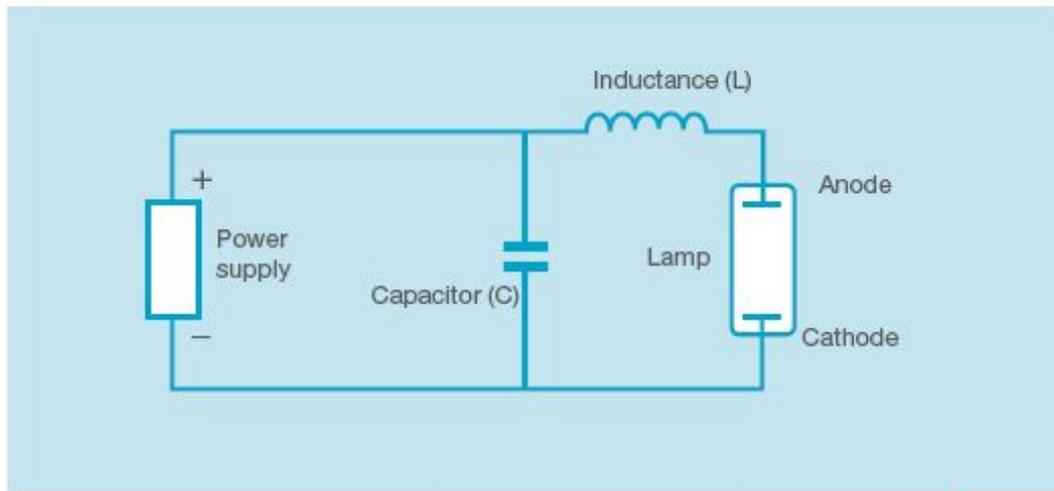 Inductance (L)
+
Anode
Power
supply
Lamp
Capacitor (C)
–
Cathode